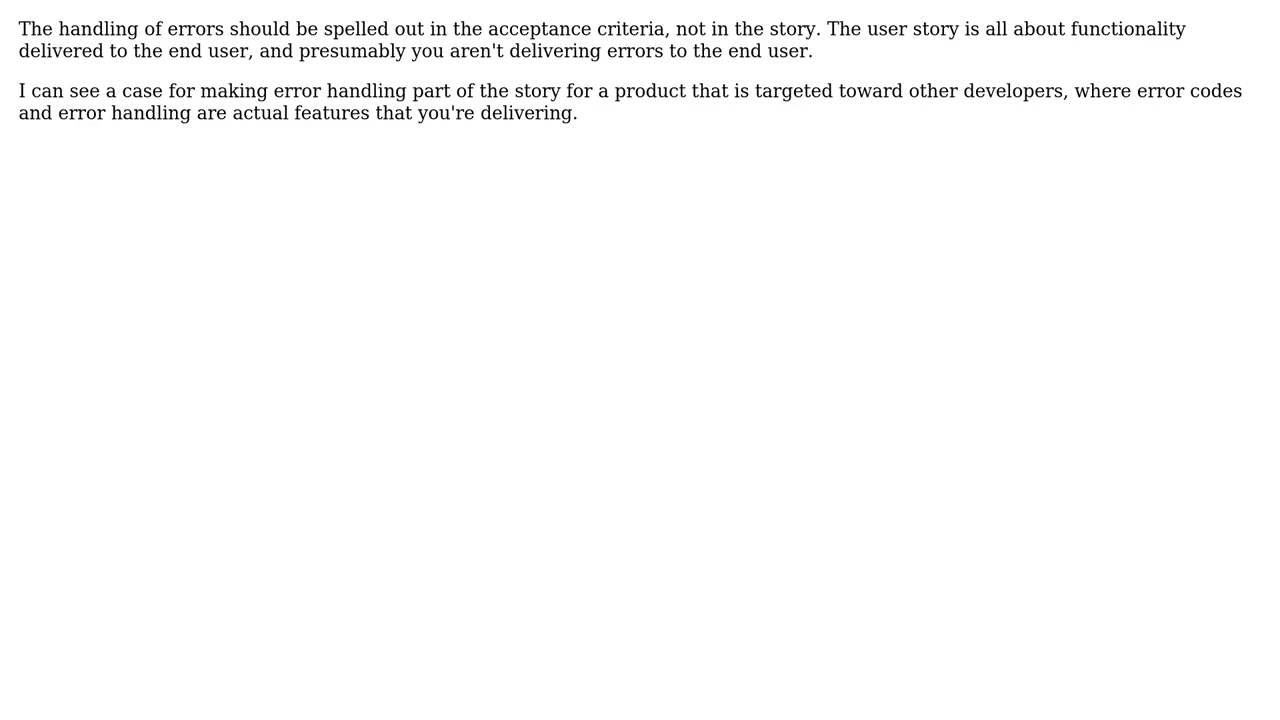 The handling of errors should be spelled out in the acceptance criteria, not in the story. The user story is all about functionality
delivered to the end user, and presumably you aren't delivering errors to the end user.
I can see a case for making error handling part of the story for a product that is targeted toward other developers, where error codes
and error handling are actual features that you're delivering.